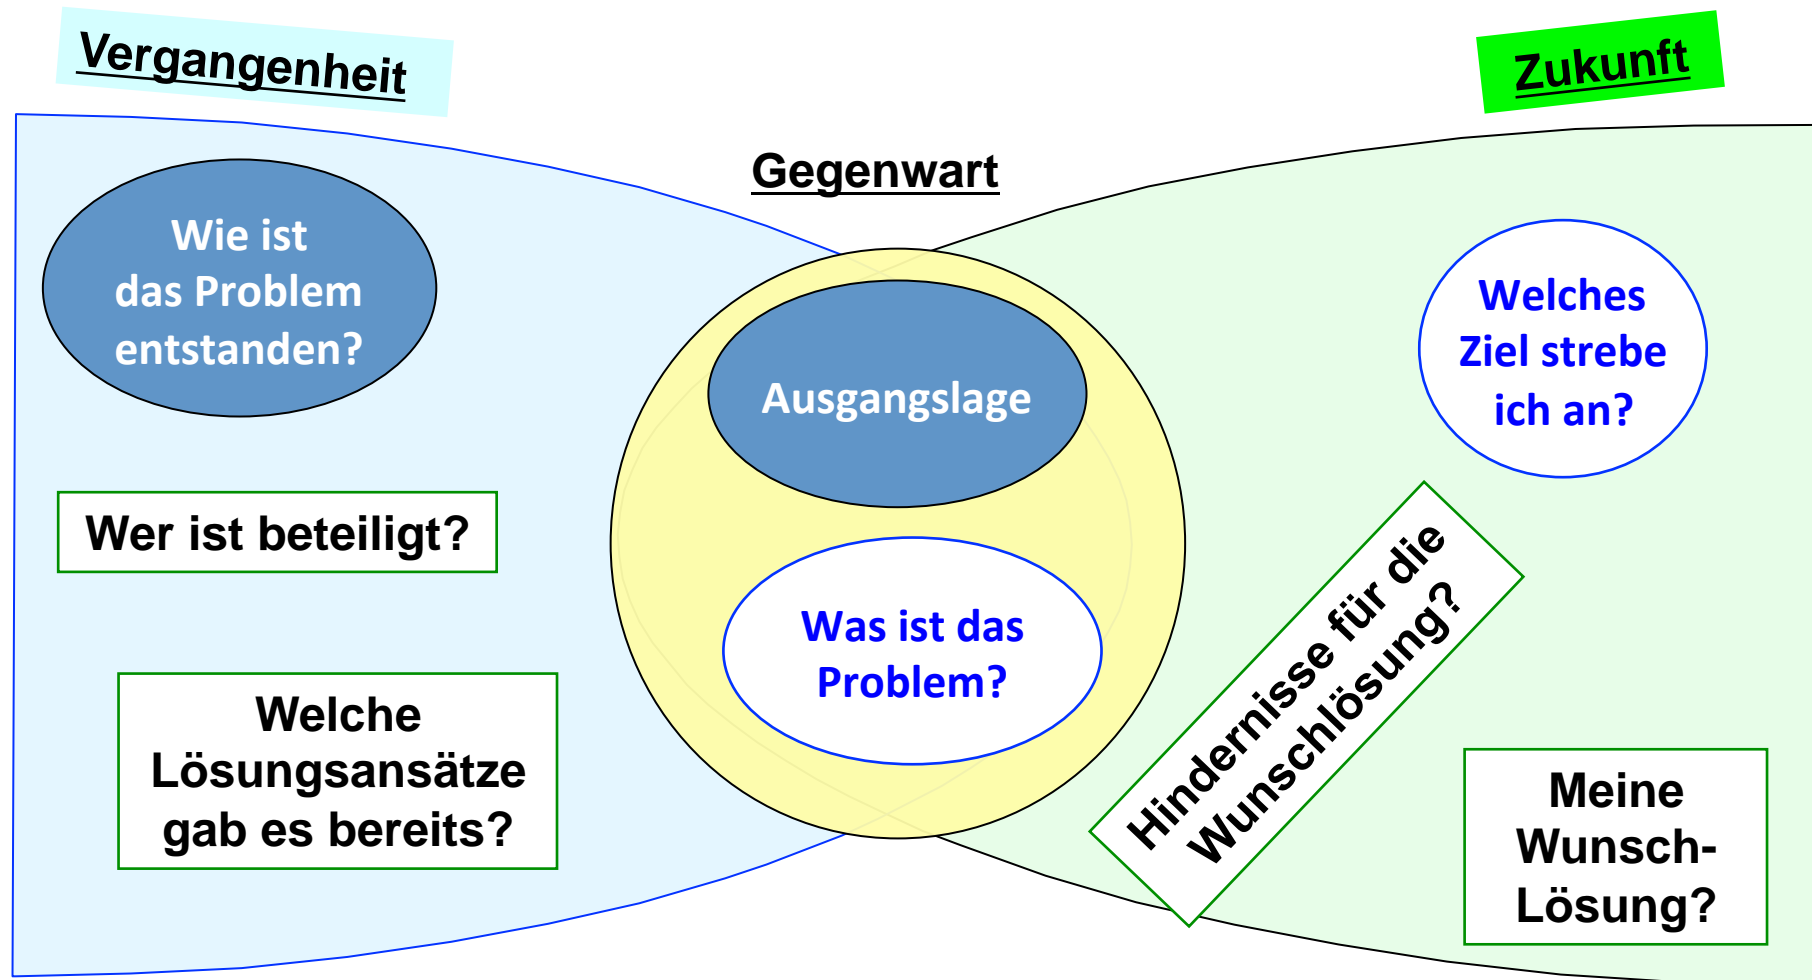 Vergangenheit
Wie ist
das Problem
entstanden?
Wer ist beteiligt?
Welche
Lösungsansätze
gab es bereits?
Gegenwart
Ausgangslage
Was ist das
Problem?
Zukunft
Welches
Ziel strebe
ich an?
Hindernisse für die
Wunschlösung?
Meine
Wunsch-
Lösung?